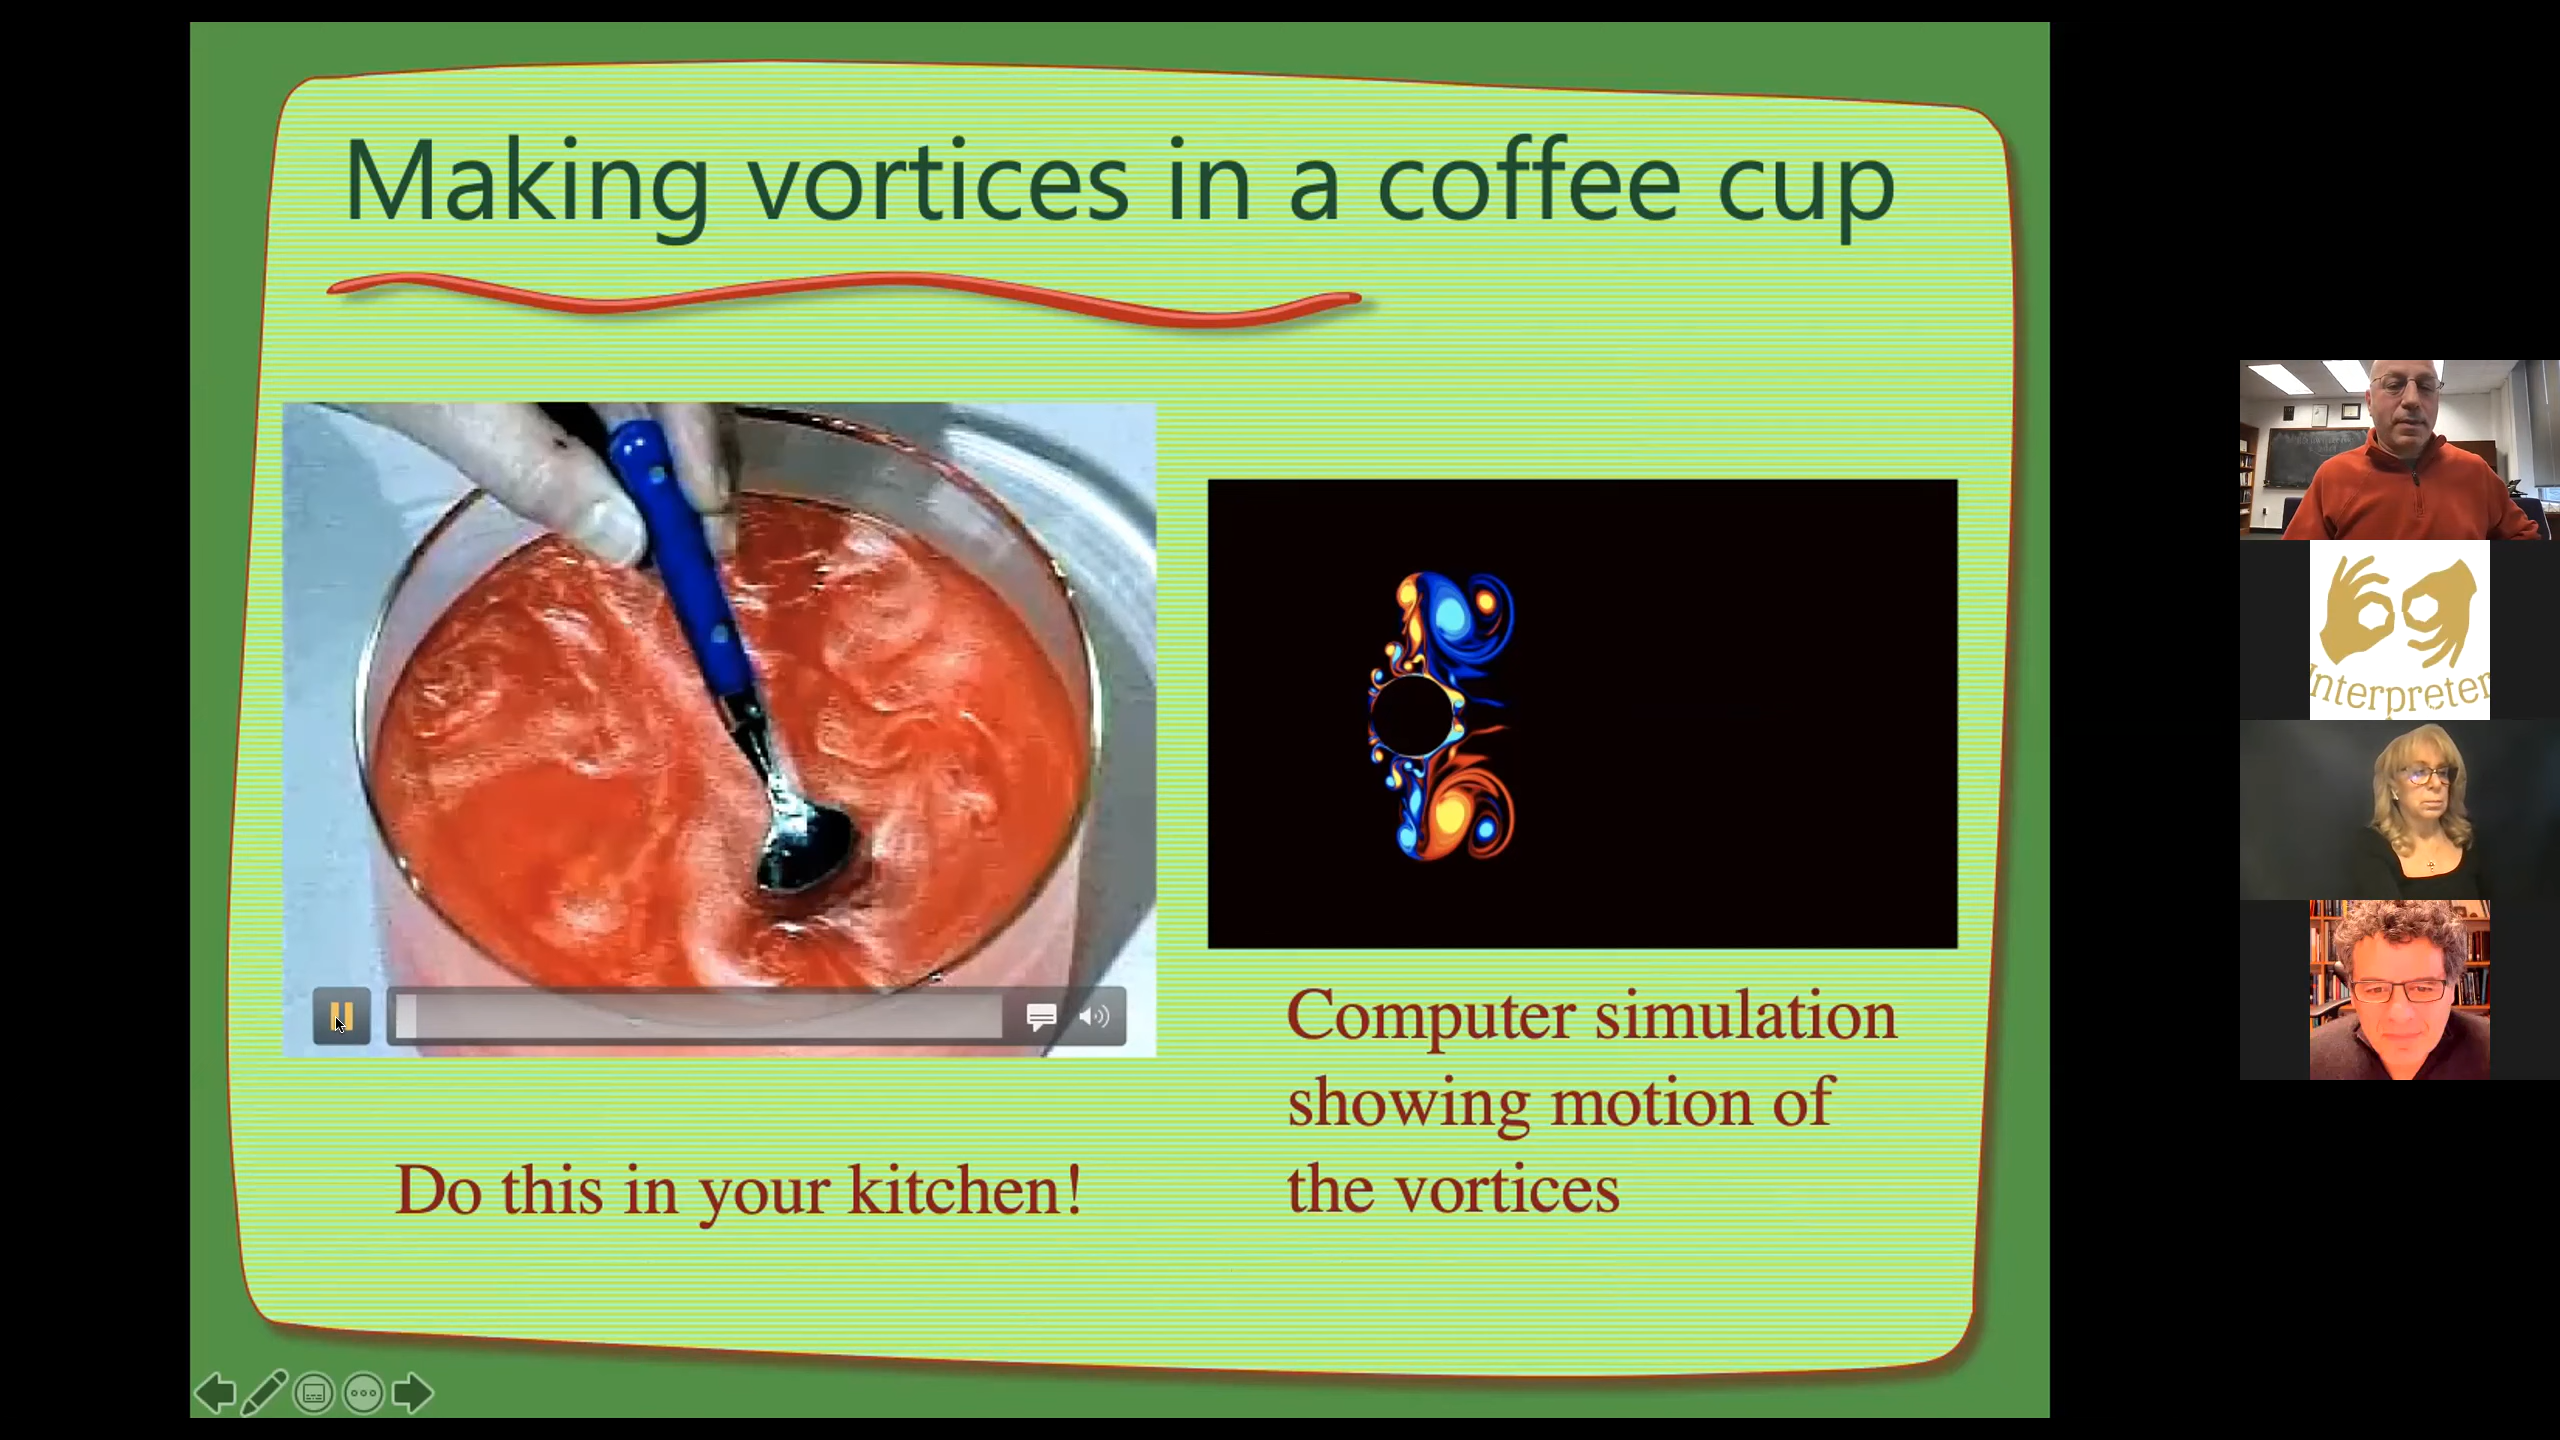 Making vortices in a coffee cup
Do this in your kitchen!
Computer simulation
showing motion of
the vortices
Interpreter